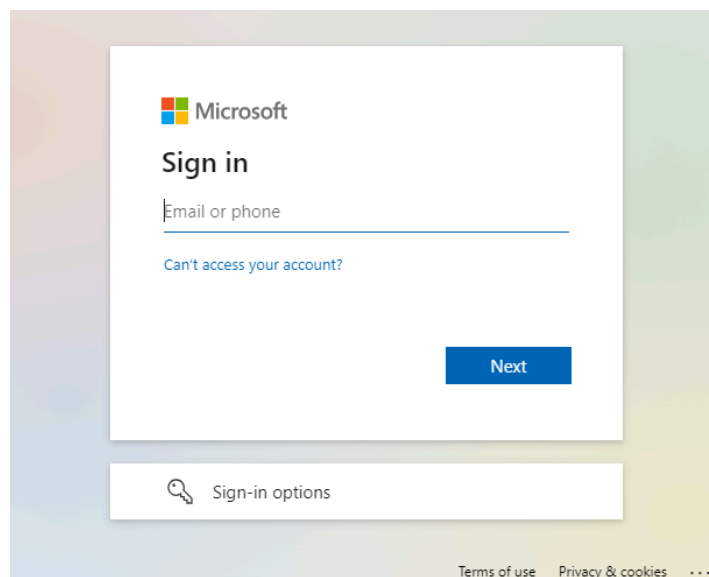 Microsoft
Sign in
Email or phone
Can't access your account?
Next
Sign-in options
Terms of use Privacy & cookies ...